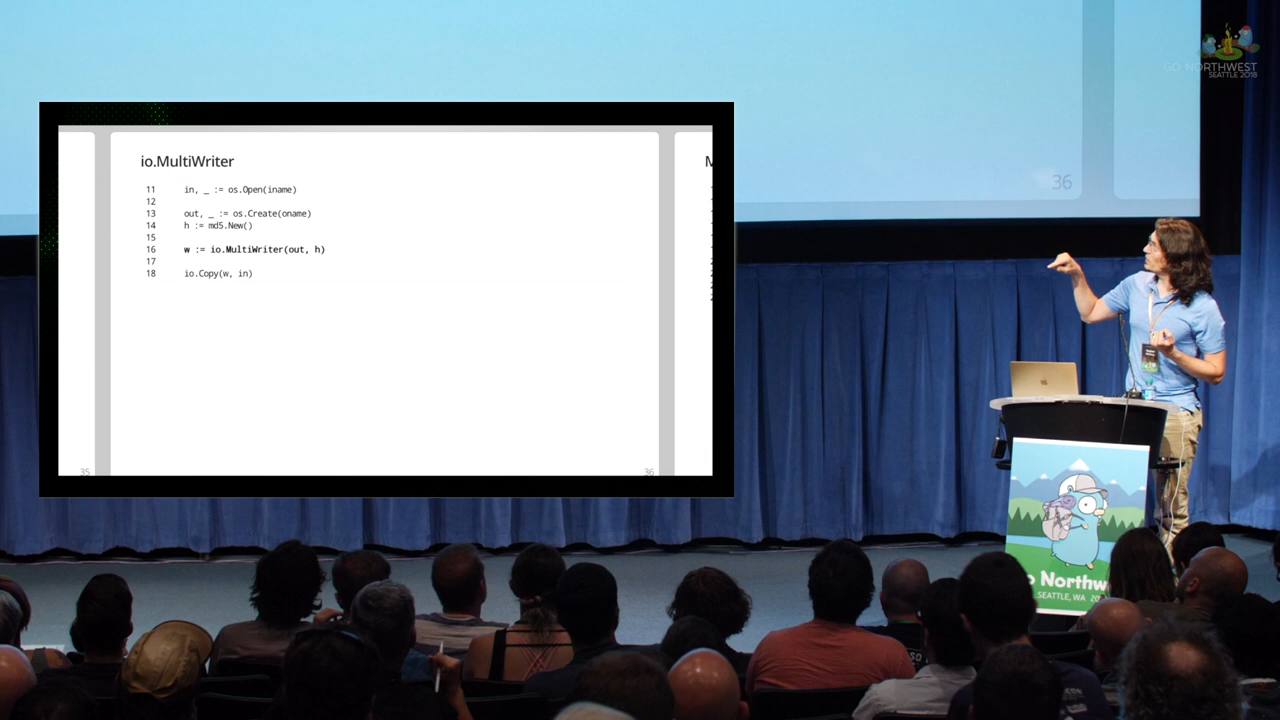 GO NORTHWEST
SEATTLE 2018
io.MultiWriter
11 in, _ := os.Open(iname)
12
13 out, _ := os.Create(oname)
14 h := md5.New()
15
16 w := io.MultiWriter(out, h)
17
18 io.Copy(w, in)
35
36
M
36
o Northw
SEATTLE, WA 20